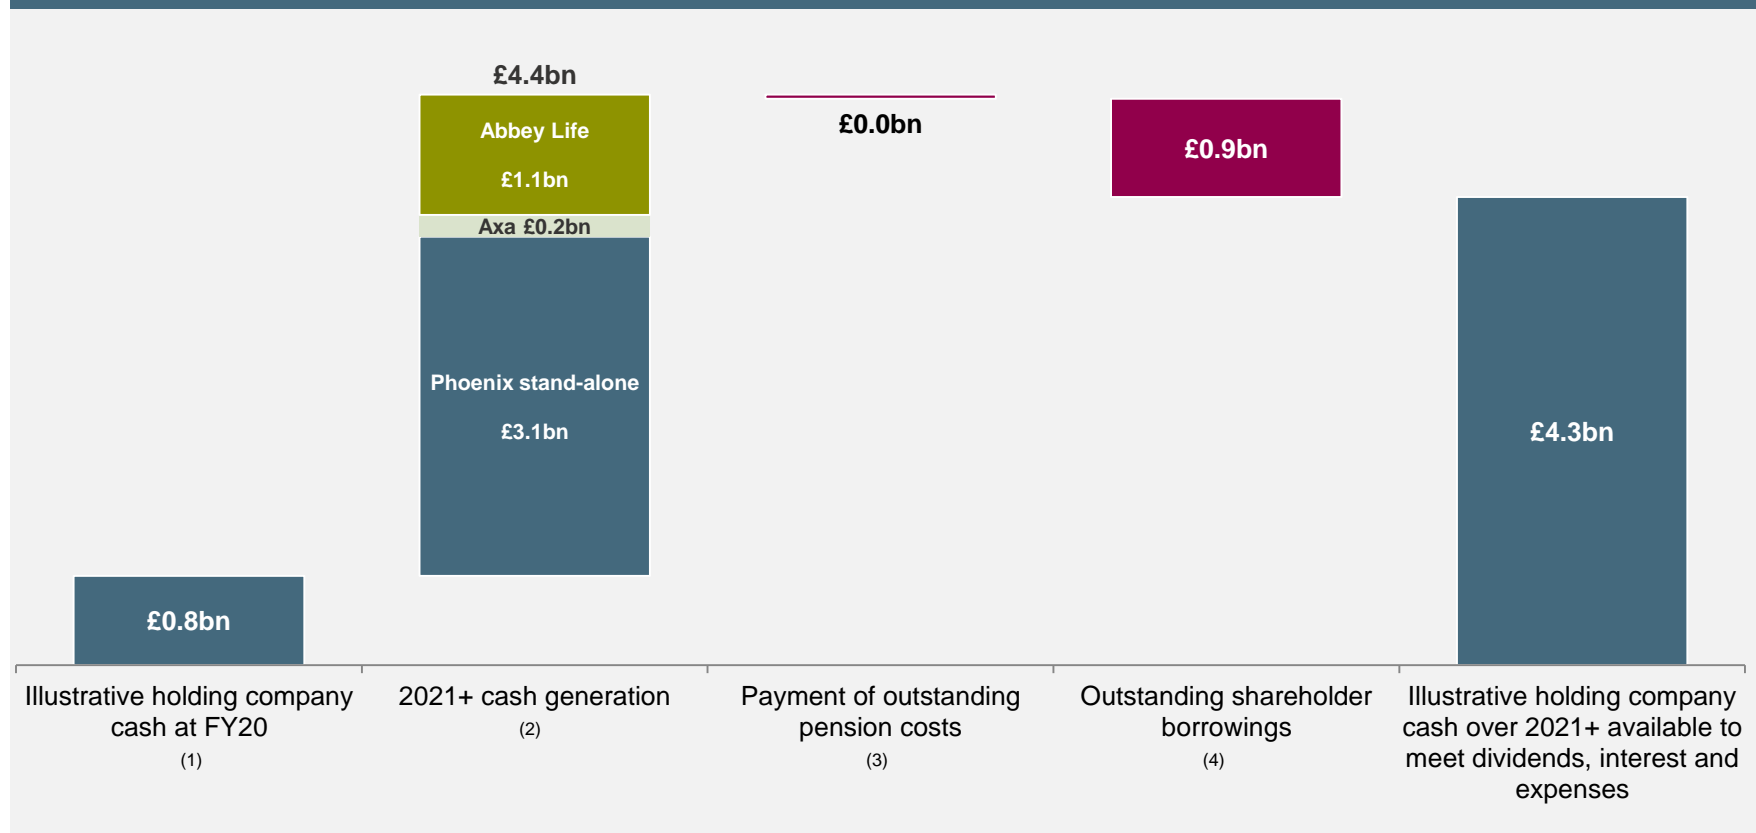 £4.4bn
Abbey Life
£1.1bn
Axa £0.2bn
Phoenix stand-alone
£3.1bn
£0.0bn
£0.9bn
£4.3bn
£0.8bn
Illustrative holding company
cash at FY20
(1)
2021+ cash generation
(2)
Payment of outstanding
pension costs
(3)
Outstanding shareholder
borrowings
(4)
Illustrative holding company
cash over 2021+ available to
meet dividends, interest and
expenses